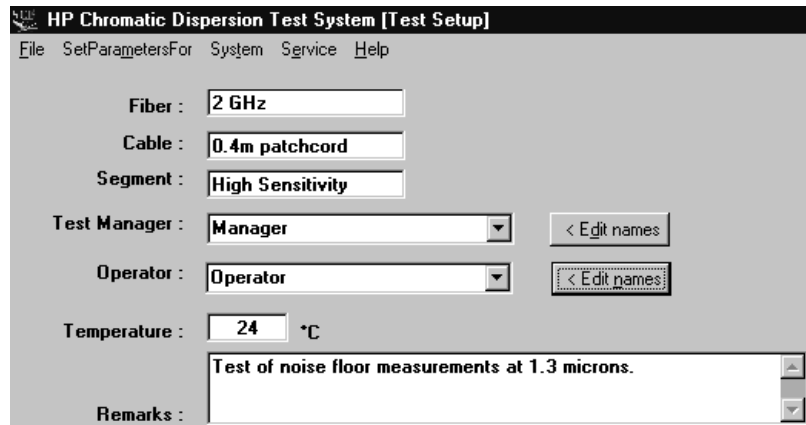 HP Chromatic Dispersion Test System [Test Setup]
File SetParametersFor System Service Help
Fiber : 2 GHz
Cable : 0.4m patchcord
Segment : High Sensitivity
Test Manager : Manager < Edit names
Operator : Operator < Edit names
Temperature : 24 °C
Test of noise floor measurements at 1.3 microns.
Remarks :